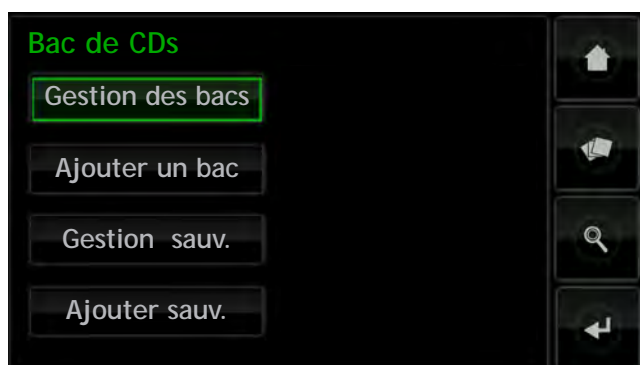 Bac de CDs
Gestion des bacs
Ajouter un bac
Gestion sauv.
Ajouter sauv.